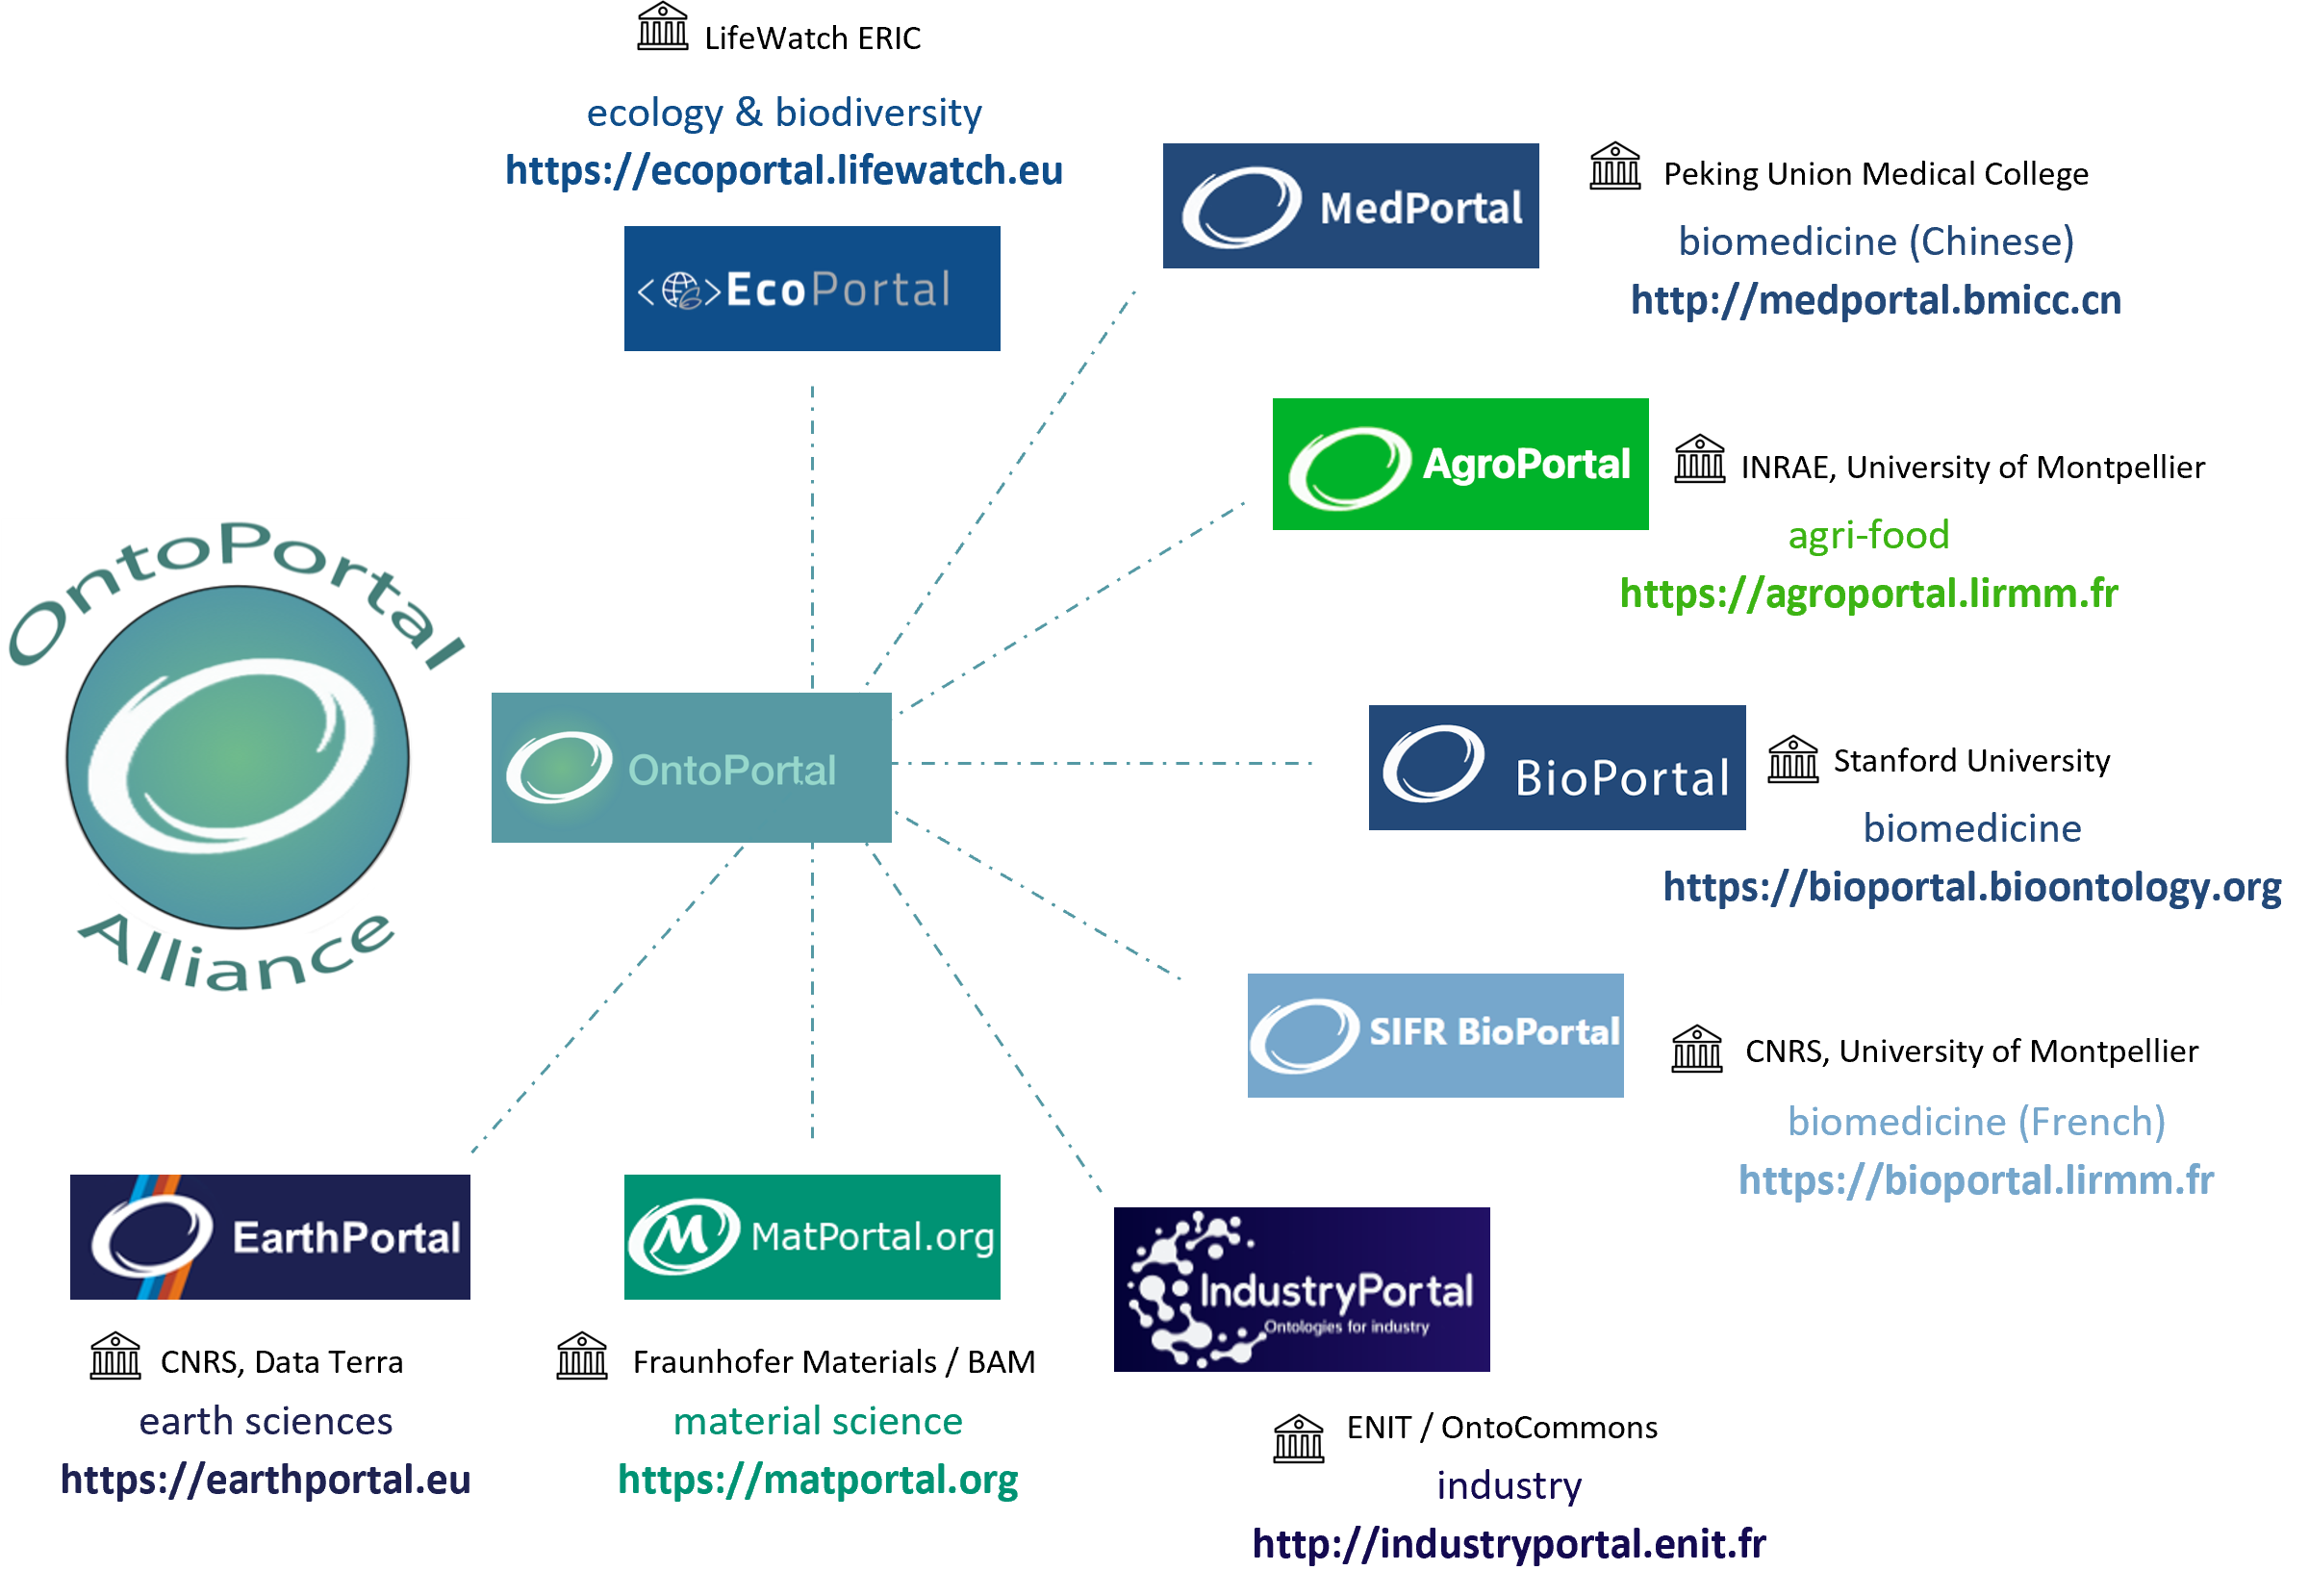 LifeWatch ERIC
ecology & biodiversity
https://ecoportal.lifewatch.eu
<EcoPortal>
MedPortal
Peking Union Medical College
biomedicine (Chinese)
http://medportal.bmicc.cn
AgroPortal
INRAE, University of Montpellier
agri-food
https://agroportal.lirmm.fr
OntoPortal
Alliance
OntoPortal
BioPortal
Stanford University
biomedicine
https://bioportal.bioontology.org
SIFR BioPortal
CNRS, University of Montpellier
biomedicine (French)
https://bioportal.lirmm.fr
EarthPortal
CNRS, Data Terra
earth sciences
https://earthportal.eu
M MatPortal.org
Fraunhofer Materials / BAM
material science
https://matportal.org
IndustryPortal
Ontologies for industry
ENIT / OntoCommons
industry
http://industryportal.enit.fr